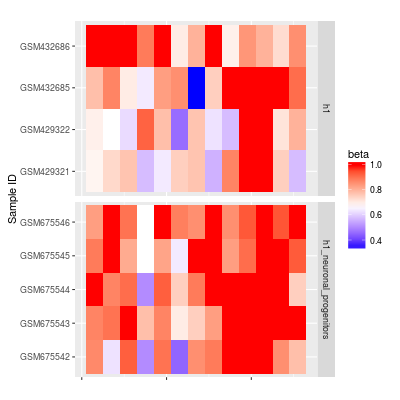 Sample ID
GSM432686
GSM432685
GSM429322
GSM429321
h1
GSM675546
GSM675545
GSM675544
GSM675543
GSM675542
h1_neuronal_progenitors
beta
1.0
0.8
0.6
0.4